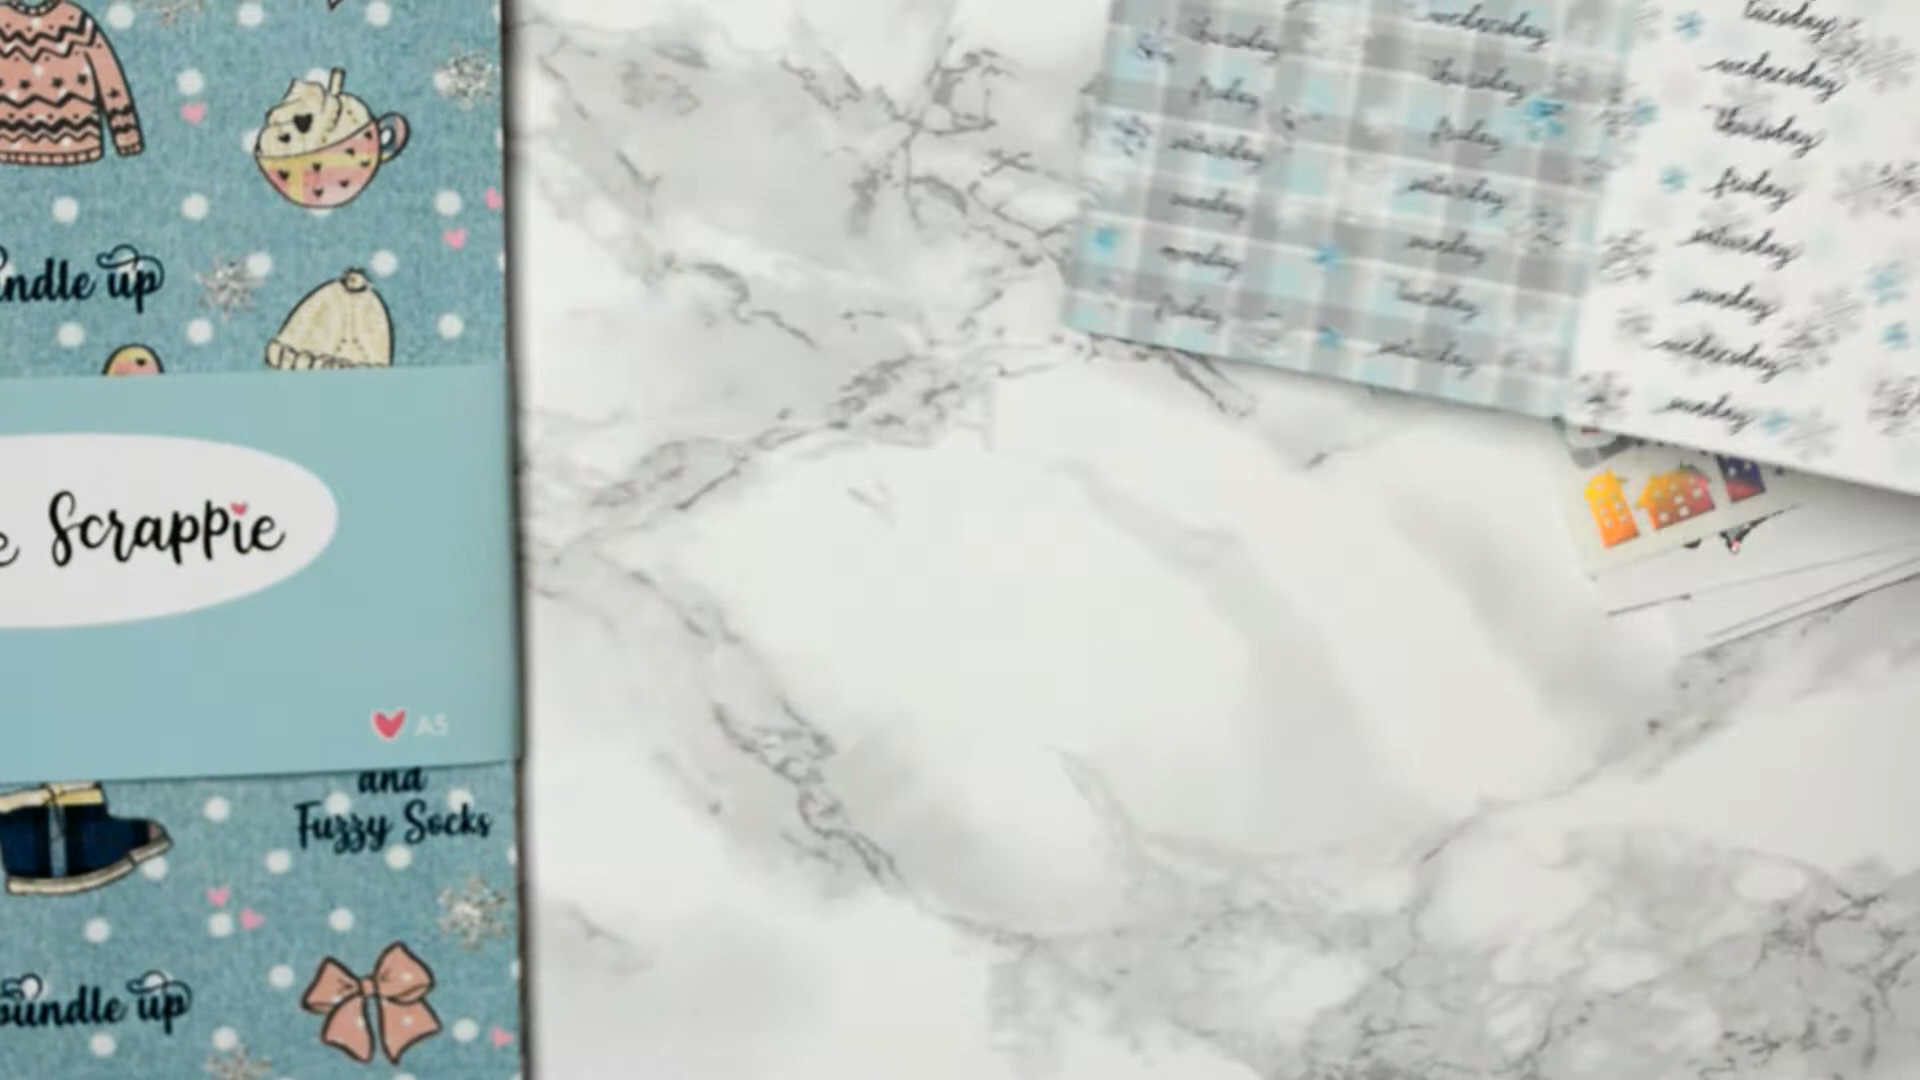 ndle up
e Scrappie
A5
and
Fuzzy Socks
bundle up
thursday
friday
saturday
sunday
monday
friday
wednesday
thursday
friday
saturday
sunday
tuesday
saturday
tuesday
wednesday
thursday
friday
saturday
sunday
wednesday
sunday